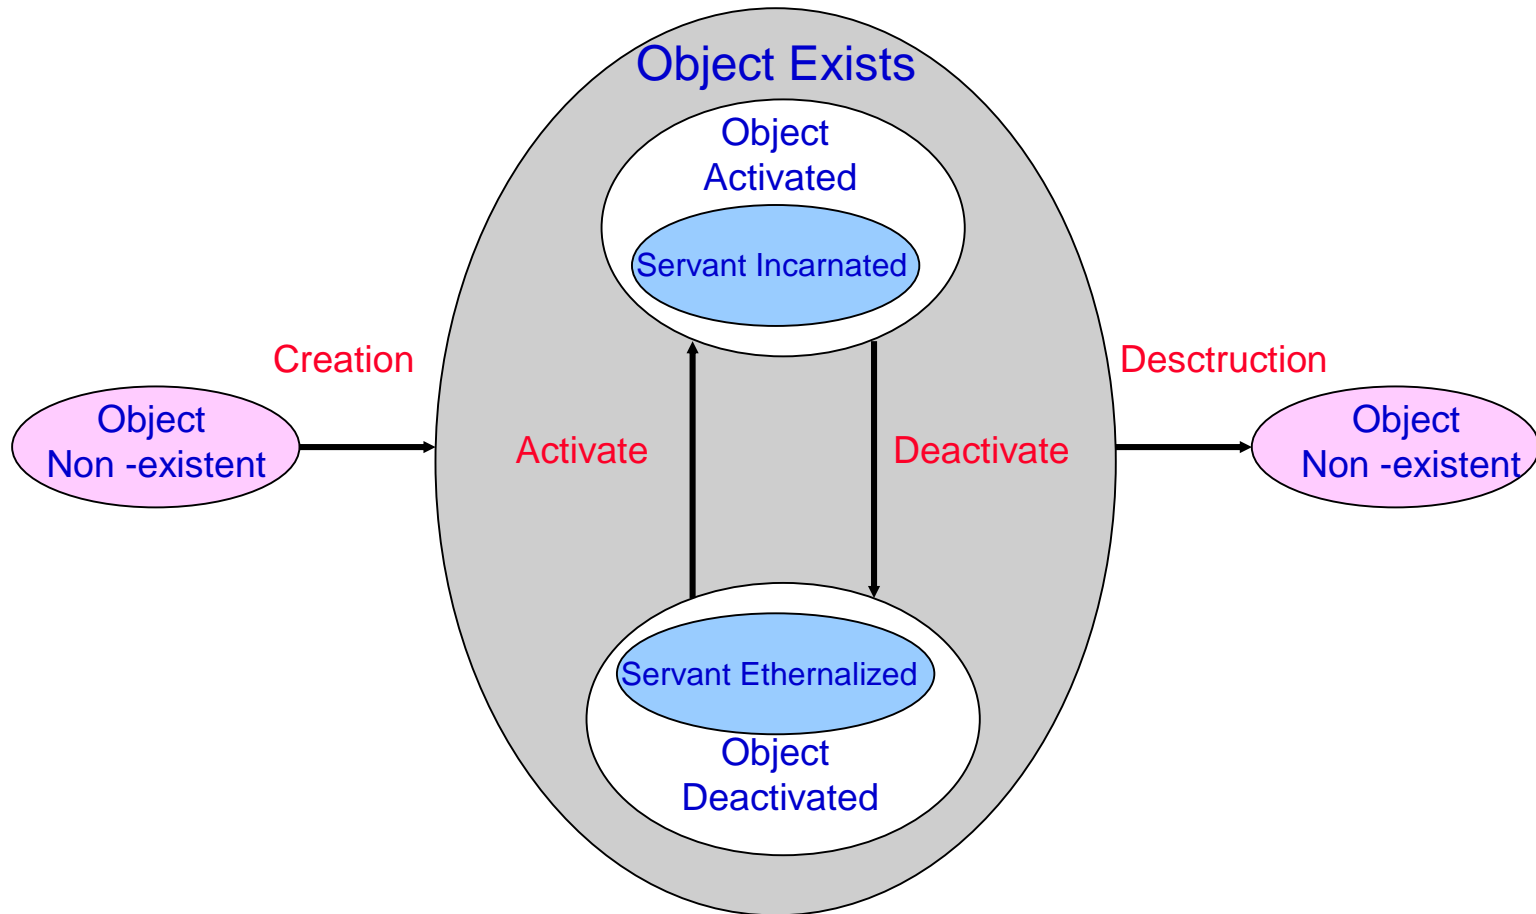 Object Exists
Object
Activated
Servant Incarnated
Creation
Desctruction
Object
Non -existent
Activate
Deactivate
Object
Non -existent
Servant Ethernalized
Object
Deactivated